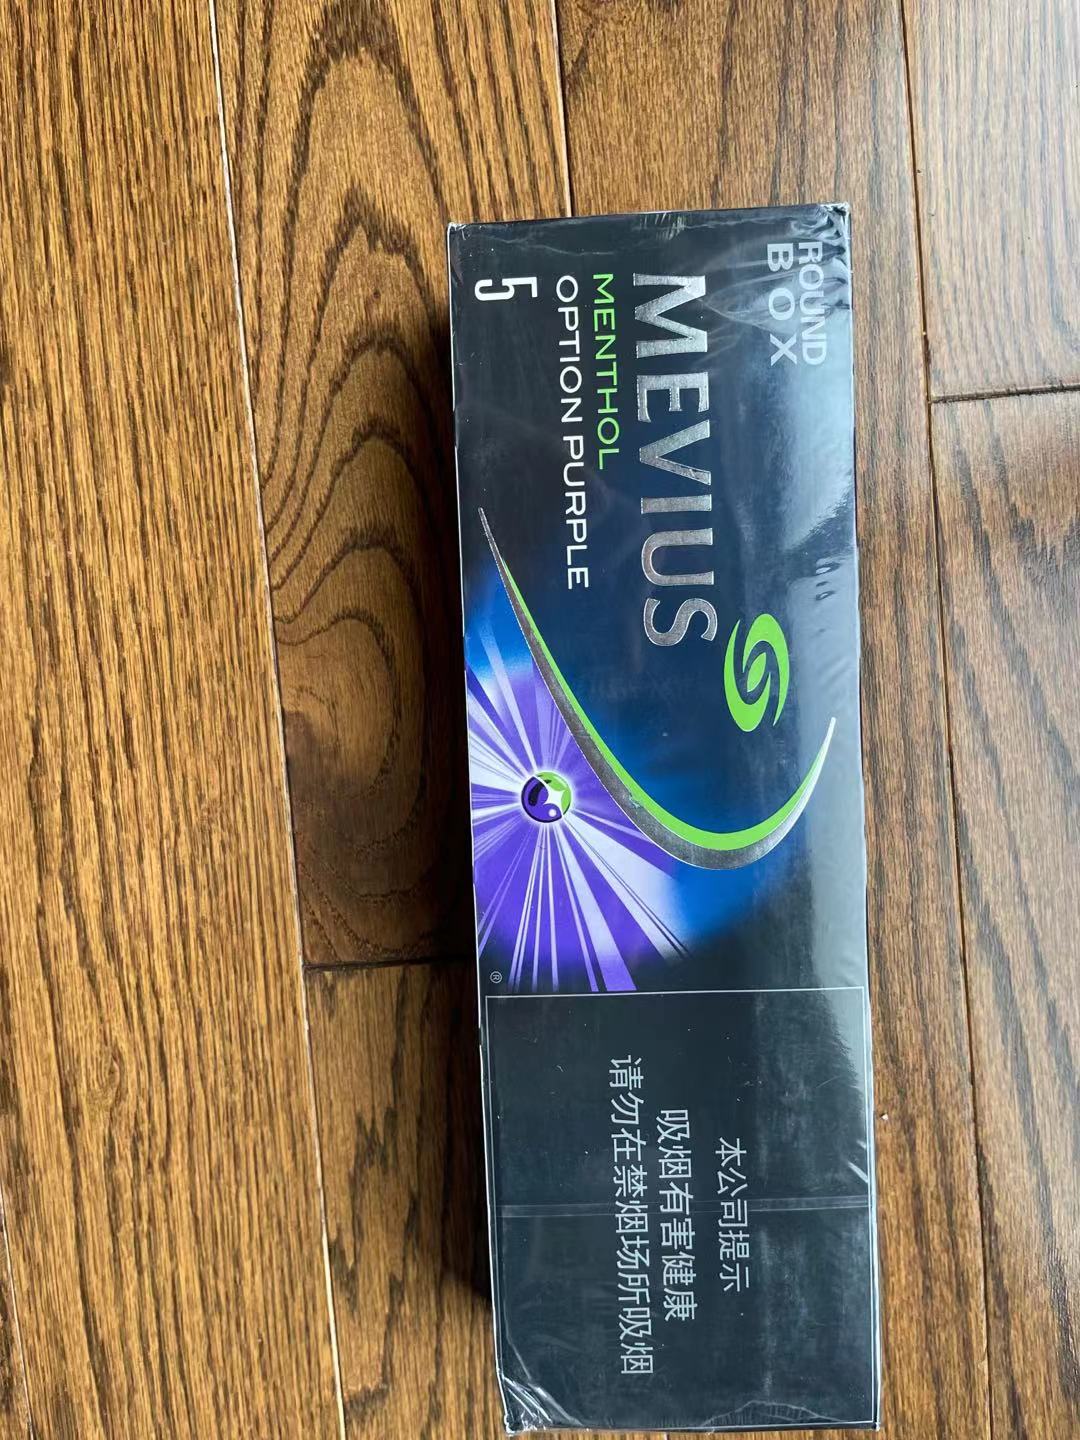 ROUND
BOX
MEVIUS
MENTHOL
OPTION PURPLE
5
®
本公司提示
吸烟有害健康
请勿在禁烟场所吸烟